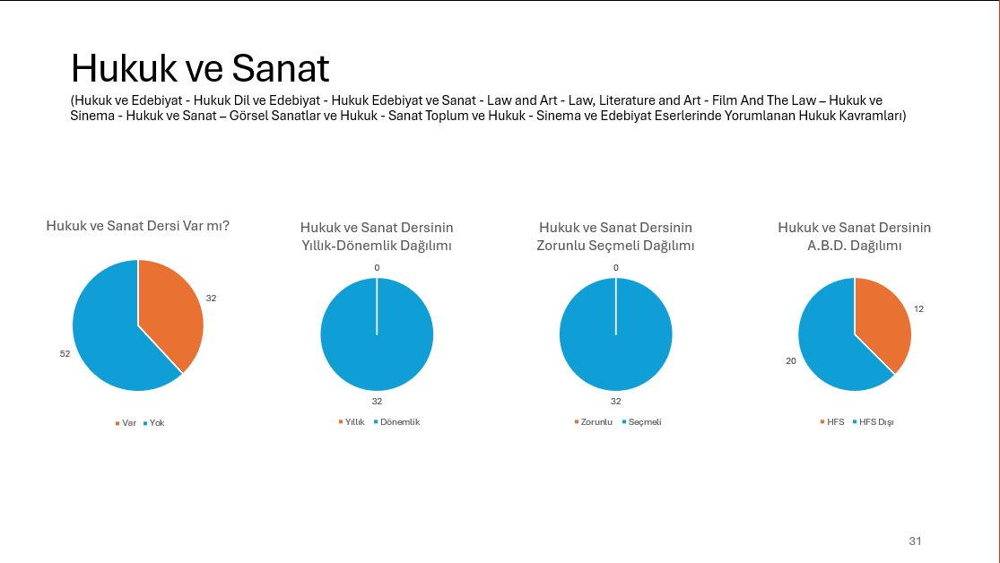 Hukuk ve Sanat
(Hukuk ve Edebiyat - Hukuk Dil ve Edebiyat - Hukuk Edebiyat ve Sanat - Law and Art - Law, Literature and Art - Film And The Law – Hukuk ve
Sinema - Hukuk ve Sanat – Görsel Sanatlar ve Hukuk - Sanat Toplum ve Hukuk - Sinema ve Edebiyat Eserlerinde Yorumlanan Hukuk Kavramları)
Hukuk ve Sanat Dersi Var mı?
32
52
Var Yok
Hukuk ve Sanat Dersinin
Yıllık-Dönemlik Dağılımı
0
32
Yıllık Dönemlik
Hukuk ve Sanat Dersinin
Zorunlu Seçmeli Dağılımı
0
32
Zorunlu Seçmeli
Hukuk ve Sanat Dersinin
A.B.D. Dağılımı
12
20
HFS HFS Dışı
31